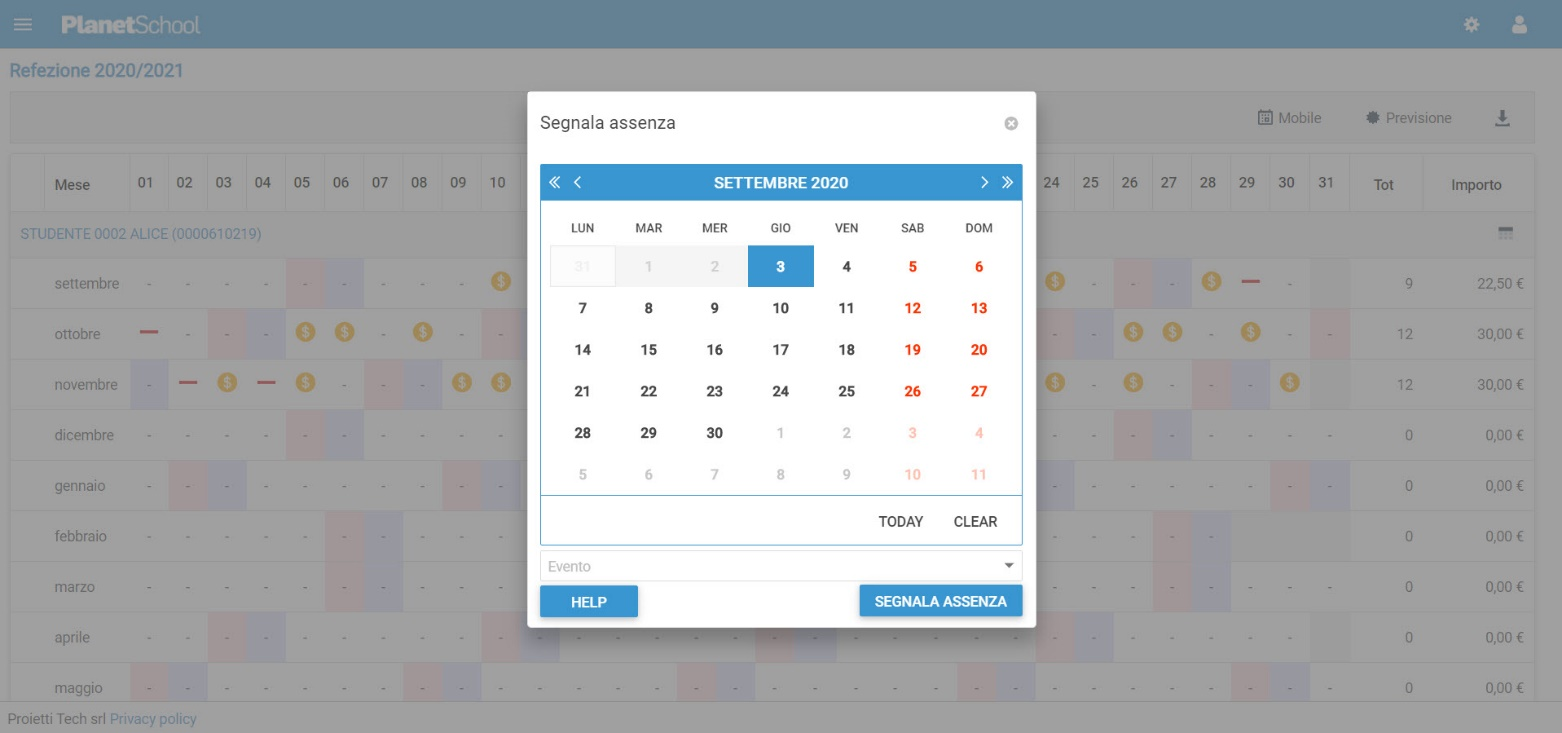 PlanetSchool
Refezione 2020/2021
Mobile Previsione
Segnala assenza
SETTEMBRE 2020
LUN MAR MER GIO VEN SAB DOM
31 1 2 3 4 5 6
7 8 9 10 11 12 13
14 15 16 17 18 19 20
21 22 23 24 25 26 27
28 29 30 1 2 3 4
5 6 7 8 9 10 11
TODAY CLEAR
Evento
HELP SEGNALA ASSENZA
Mese 01 02 03 04 05 06 07 08 09 10 24 25 26 27 28 29 30 31 Tot Importo
STUDENTE 0002 ALICE (0000610219)
settembre - - - - - - - - - $ $ - - - $ - 9 22,50 €
ottobre - - - $ $ - $ - - - - $ $ - $ - - 12 30,00 €
novembre - $ $ - - - $ $ $ - $ - - - $ 12 30,00 €
dicembre - - - - - - - - - - - - - - - - - - 0 0,00 €
gennaio - - - - - - - - - - - - - - - - - - 0 0,00 €
febbraio - - - - - - - - - - - - - - - 0 0,00 €
marzo - - - - - - - - - - - - - - - - - - 0 0,00 €
aprile - - - - - - - - - - - - - - - - - - - - - - - - - - - - - - 0 0,00 €
maggio - - - - - - - - - - - - - - - - - - - - - - - - - - - - - - - 0 0,00 €
Proietti Tech srl Privacy policy